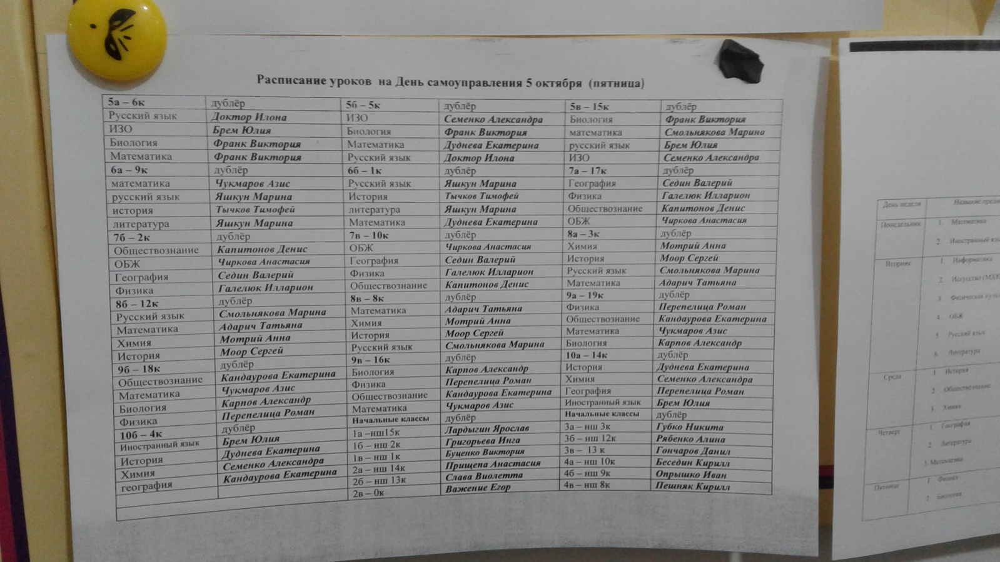 Расписание уроков на День самоуправления 5 октября (пятница)
5а – 6к дублёр 5б – 5к дублёр 5в – 15к дублёр
Русский язык Доктор Илона ИЗО Семенко Александра Биология Франк Виктория
ИЗО Брем Юлия Биология Франк Виктория математика Смольнякова Марина
Биология Франк Виктория Математика Дуднева Екатерина русский язык Брем Юлия
Математика Франк Виктория Русский язык Доктор Илона ИЗО Семенко Александра
6а – 9к дублёр 6б – 1к дублёр 7а – 17к дублёр
математика Чукмаров Азис Русский язык Яшкун Марина География Седин Валерий
русский язык Яшкун Марина История Тычков Тимофей Физика Галелюк Илларион
история Тычков Тимофей литература Яшкун Марина Обществознание Капитонов Денис
литература Яшкун Марина Математика Дуднева Екатерина ОБЖ Чиркова Анастасия
7б – 2к дублёр 7в – 10к дублёр 8а – 3к дублёр
Обществознание Капитонов Денис ОБЖ Чиркова Анастасия Химия Мотрий Анна
ОБЖ Чиркова Анастасия География Седин Валерий История Моор Сергей
География Седин Валерий Физика Галелюк Илларион Русский язык Смольнякова Марина
Физика Галелюк Илларион Обществознание Капитонов Денис Математика Адарич Татьяна
8б – 12к дублёр 8в – 8к дублёр 9а – 19к дублёр
Русский язык Смольнякова Марина Математика Адарич Татьяна Физика Перепелица Роман
Математика Адарич Татьяна Химия Мотрий Анна Обществознание Кандаурова Екатерина
Химия Мотрий Анна История Моор Сергей Математика Чукмаров Азис
История Моор Сергей Русский язык Смольнякова Марина Биология Карпов Александр
9б – 18к дублёр 9в – 16к дублёр 10а – 14к дублёр
Обществознание Кандаурова Екатерина Биология Карпов Александр История Дуднева Екатерина
Математика Чукмаров Азис Физика Перепелица Роман Химия Семенко Александра
Биология Карпов Александр Обществознание Кандаурова Екатерина География Перепелица Роман
Физика Перепелица Роман Математика Чукмаров Азис Иностранный язык Брем Юлия
10б – 4к дублёр Начальные классы дублёр Начальные классы дублёр
Иностранный язык Брем Юлия 1а –нш15к Лардыгин Ярослав 3а – нш 3к Губко Никита
История Дуднева Екатерина 1б – нш 2к Григорьева Инга 3б – нш 12к Рябенко Алина
Химия Семенко Александра 1в – нш 1к Буценко Виктория 3в – 13 к Гончаров Данил
география Кандаурова Екатерина 2а – нш 14к Прищепа Анастасия 4а – нш 10к Беседин Кирилл
2б – нш 13к Слава Виолетта 4б – нш 9к Опрышко Иван
2в – 0к Важение Егор 4в – нш 8к Пешняк Кирилл
День недели Название
Понедельник 1. Математика
2. Иностранный
Вторник 1. Информатика
2. Искусство (МХК
3. Физическая
4. ОБЖ
5. Русский язык
6. Литература
Среда 1 История
2 Обществознание
3 Химия
Четверг 1 География
2. Литература
3. Математика
Пятница 1 Физика
2. Биология